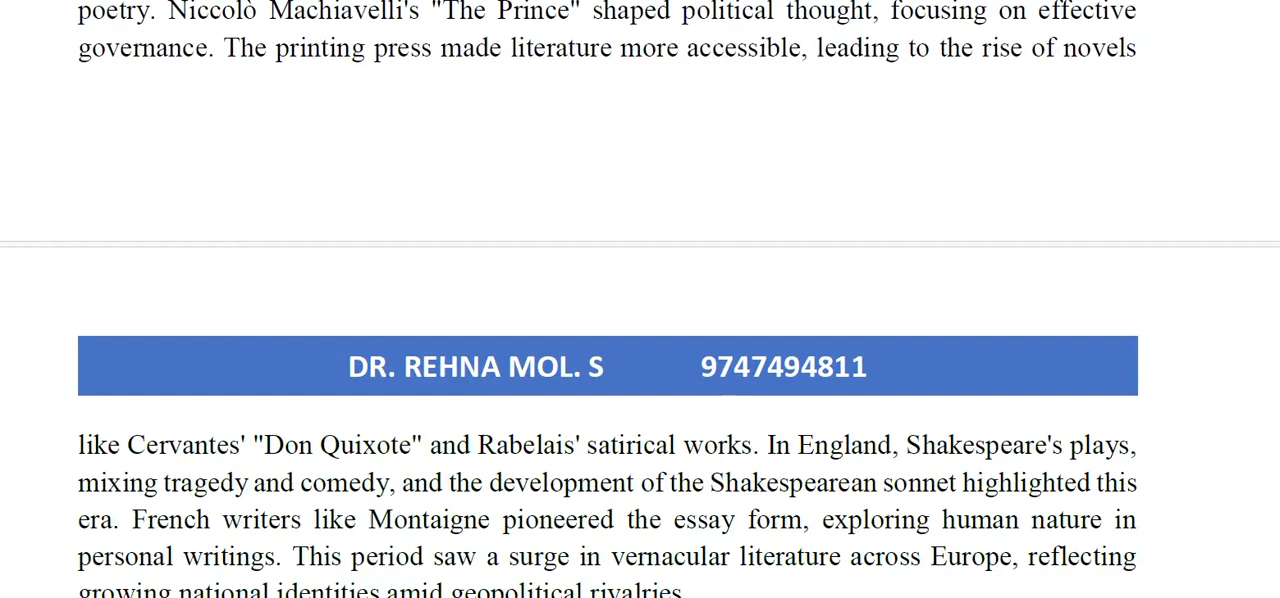 poetry. Niccolò Machiavelli's "The Prince" shaped political thought, focusing on effective
governance. The printing press made literature more accessible, leading to the rise of novels
DR. REHNA MOL. S 9747494811
like Cervantes' "Don Quixote" and Rabelais' satirical works. In England, Shakespeare's plays,
mixing tragedy and comedy, and the development of the Shakespearean sonnet highlighted this
era. French writers like Montaigne pioneered the essay form, exploring human nature in
personal writings. This period saw a surge in vernacular literature across Europe, reflecting
growing national identities amid geopolitical rivalries.